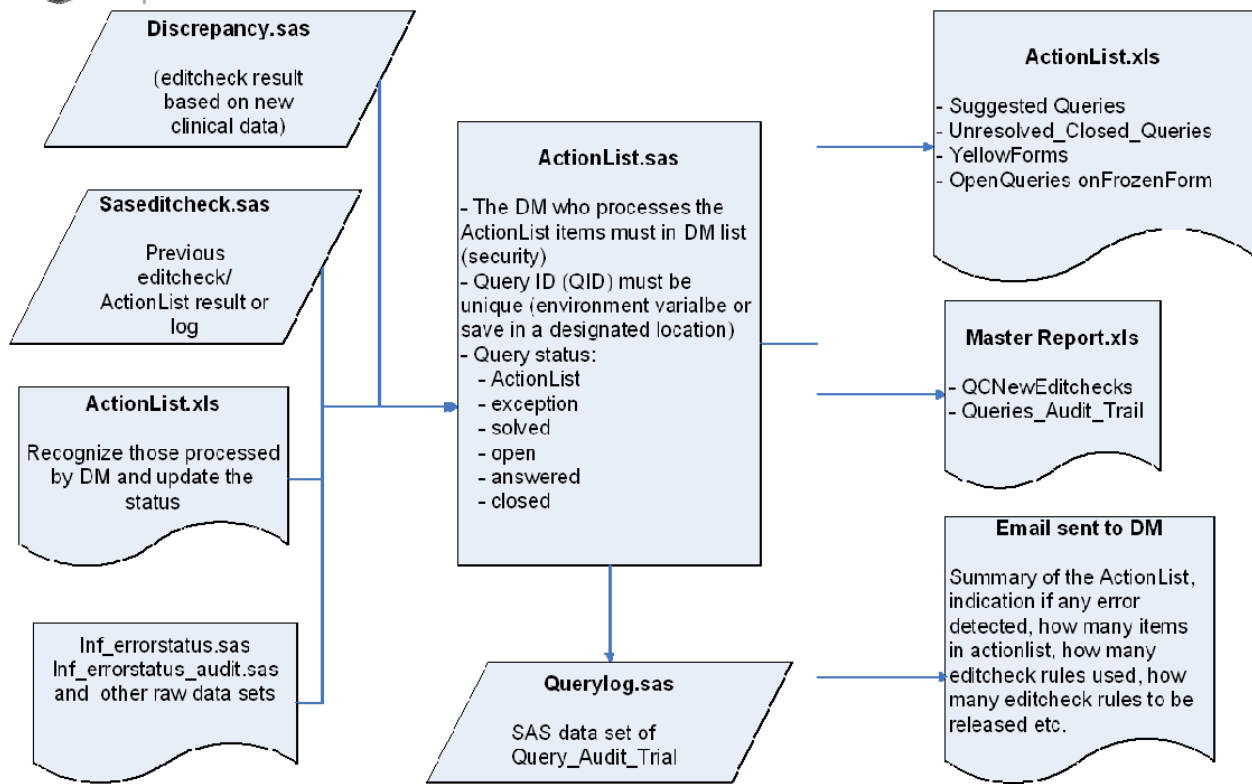 Discrepancy.sas
(editcheck result
based on new
clinical data)
Saseditcheck.sas
Previous
editcheck/
ActionList result or
log
ActionList.xls
Recognize those processed
by DM and update the
status
Inf_errorstatus.sas
Inf_errorstatus_audit.sas
and other raw data sets
ActionList.sas
- The DM who processes the
ActionList items must in DM list
(security)
- Query ID (QID) must be
unique (environment varialbe or
save in a designated location)
- Query status:
- ActionList
- exception
- solved
- open
- answered
- closed
Querylog.sas
SAS data set of
Query_Audit_Trial
ActionList.xls
- Suggested Queries
- Unresolved_Closed_Queries
- YellowForms
- OpenQueries onFrozenForm
Master Report.xls
- QCNewEditchecks
- Queries_Audit_Trail
Email sent to DM
Summary of the ActionList,
indication if any error
detected, how many items
in actionlist, how many
editcheck rules used, how
many editcheck rules to be
released etc.